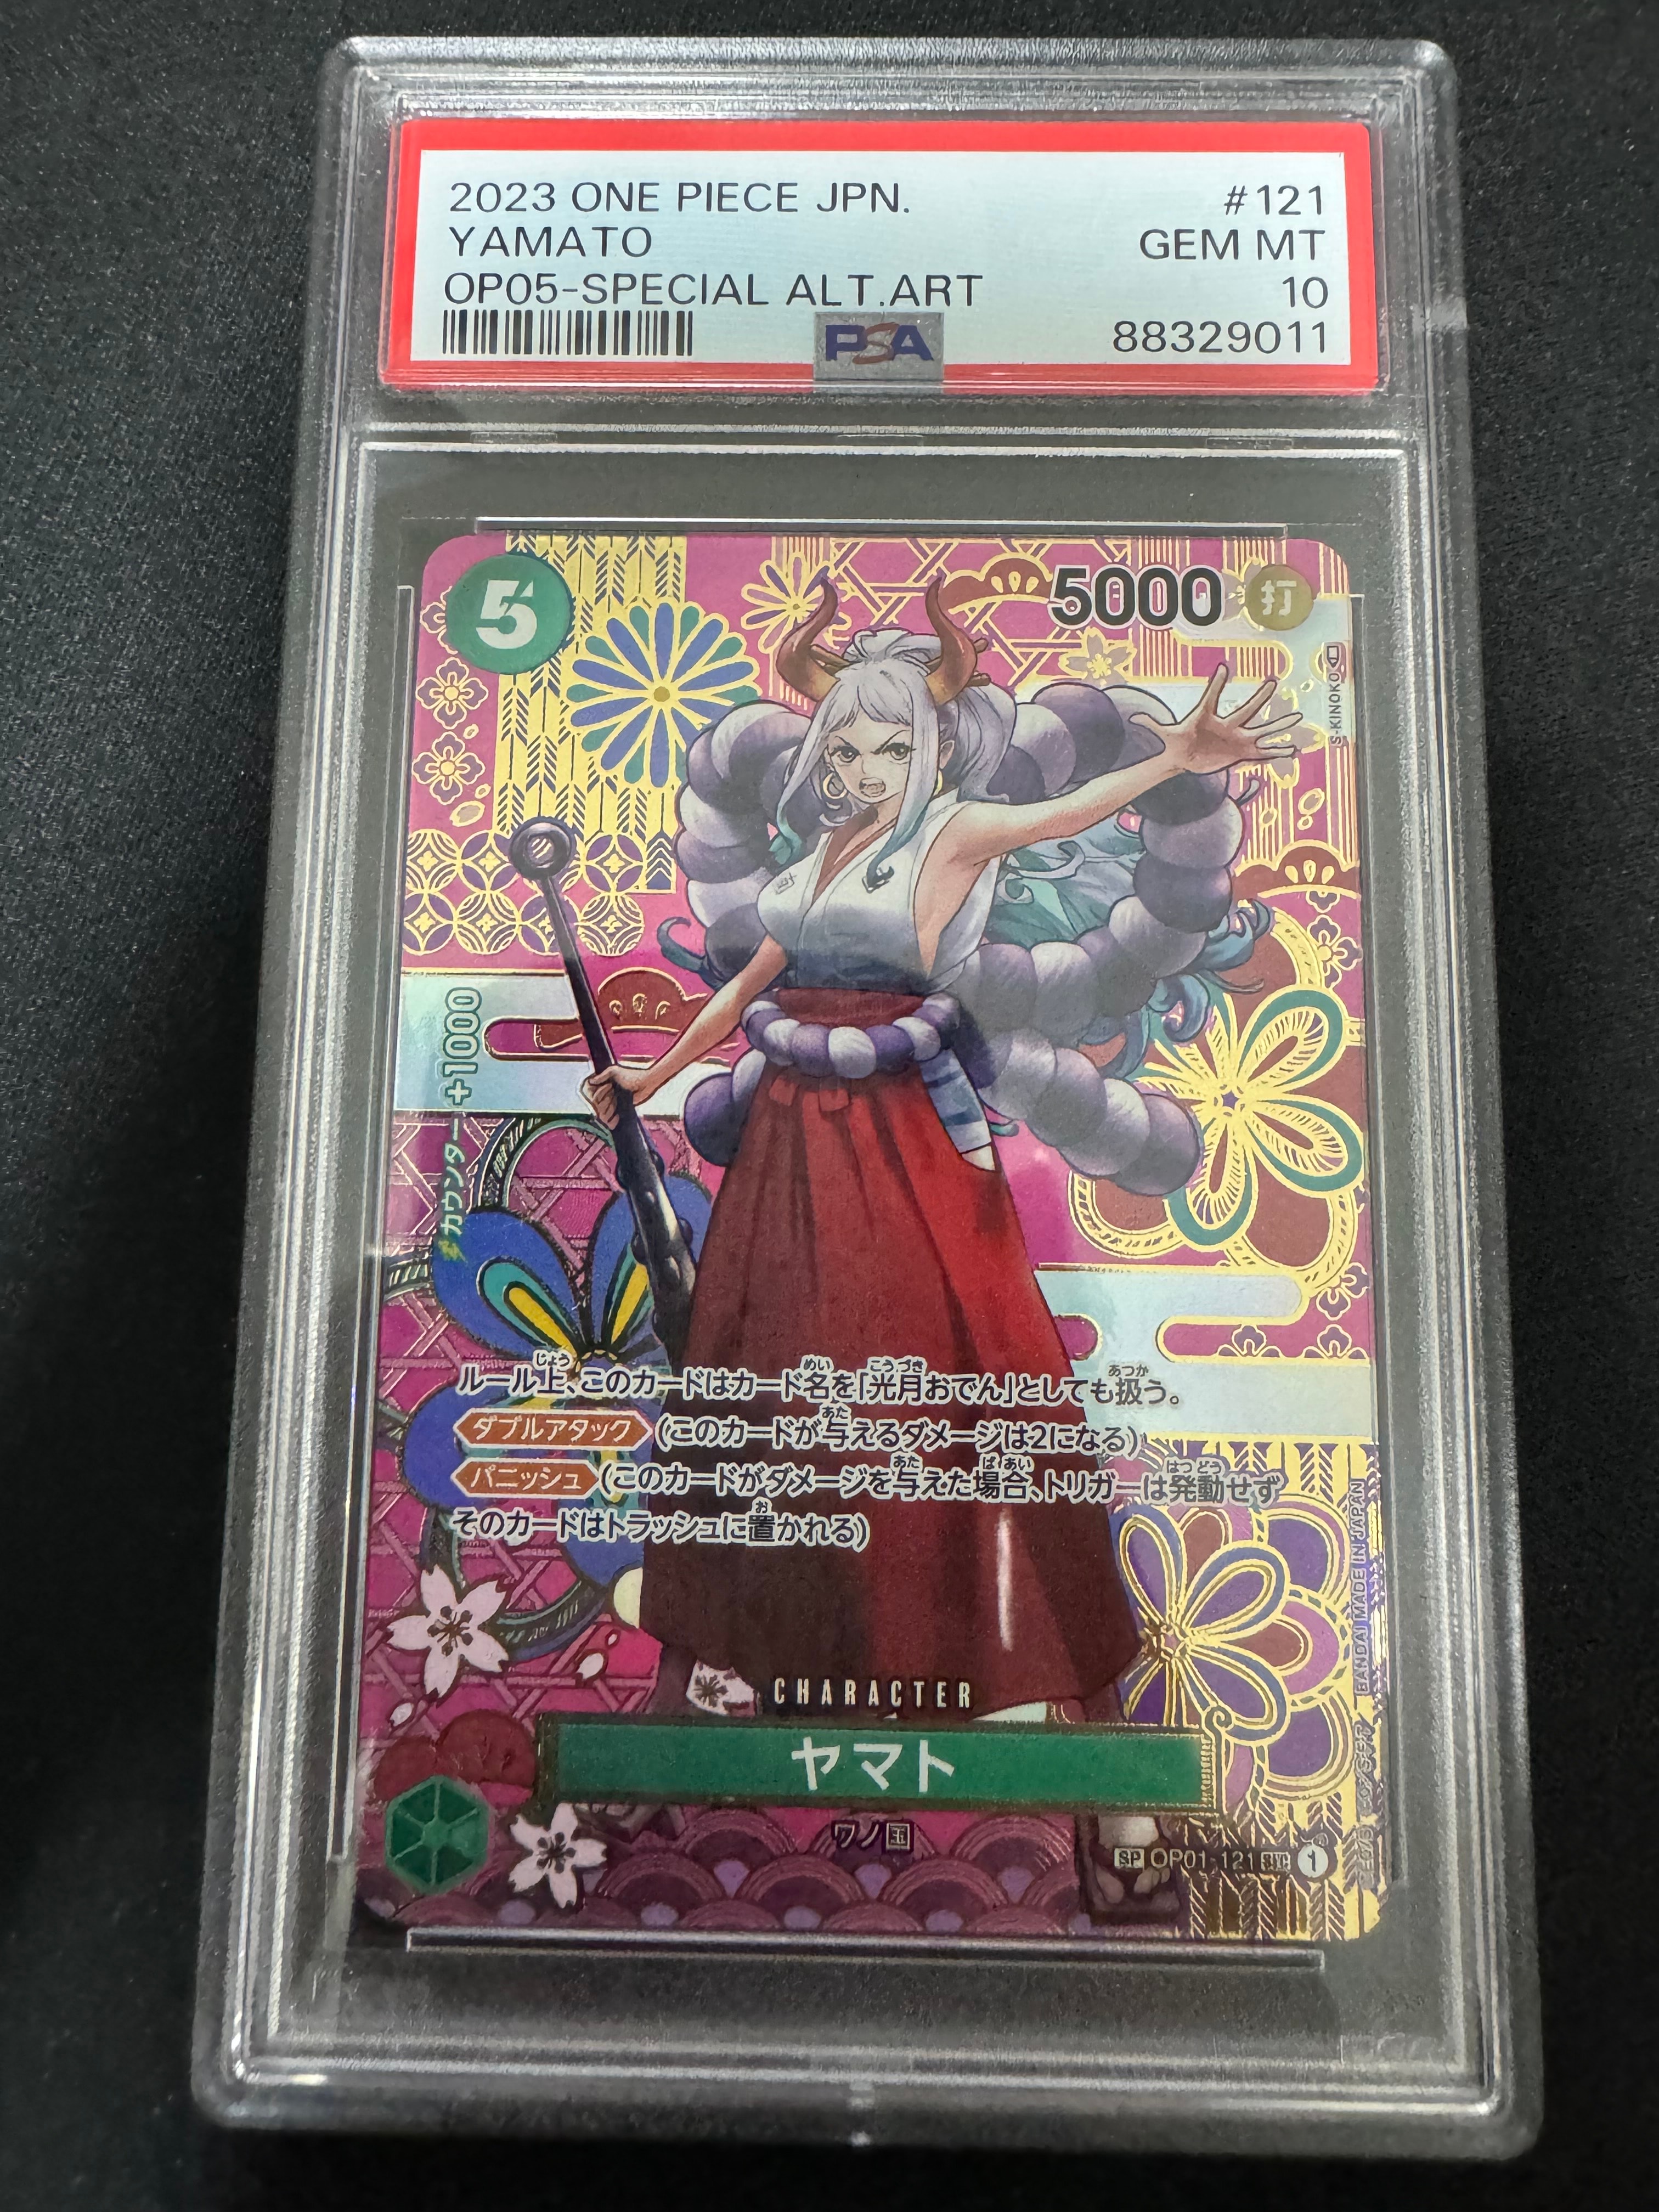 2023 ONE PIECE JPN. #121
YAMATO GEM MT
OP05-SPECIAL ALT.ART 10
PSA 88329011
5
5000 打
S-KINOKO
カウンター+1000
ルール上、このカードはカード名を「光月おでん」としても扱う。
ダブルアタック (このカードが与えるダメージは2になる)
バニッシュ (このカードがダメージを与えた場合、トリガーは発動せず
そのカードはトラッシュに置かれる)
BANDAI MADE IN JAPAN
CHARACTER
ヤマト
ワノ国
SP OP01-121 SEC 1